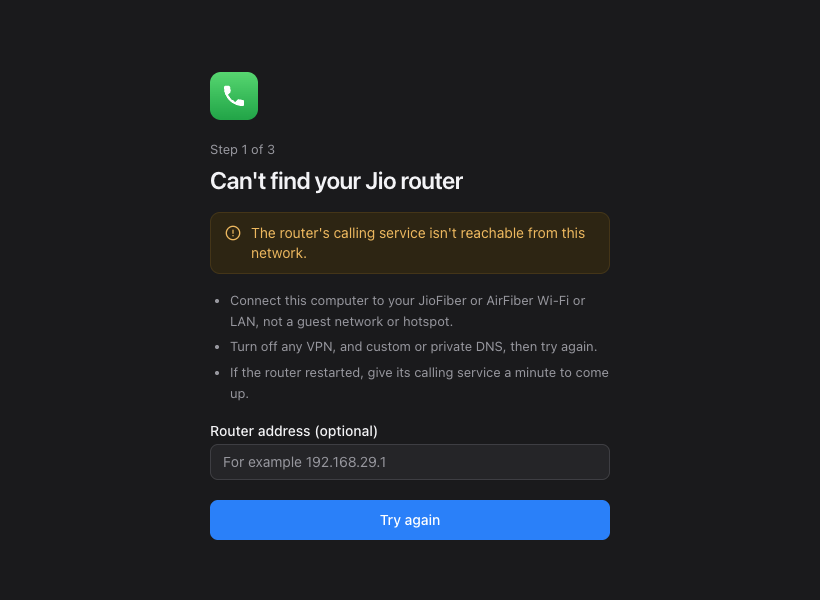 Step 1 of 3
Can't find your Jio router
The router's calling service isn't reachable from this
network.
• Connect this computer to your JioFiber or AirFiber Wi-Fi or
LAN, not a guest network or hotspot.
• Turn off any VPN, and custom or private DNS, then try again.
• If the router restarted, give its calling service a minute to come
up.
Router address (optional)
For example 192.168.29.1
Try again